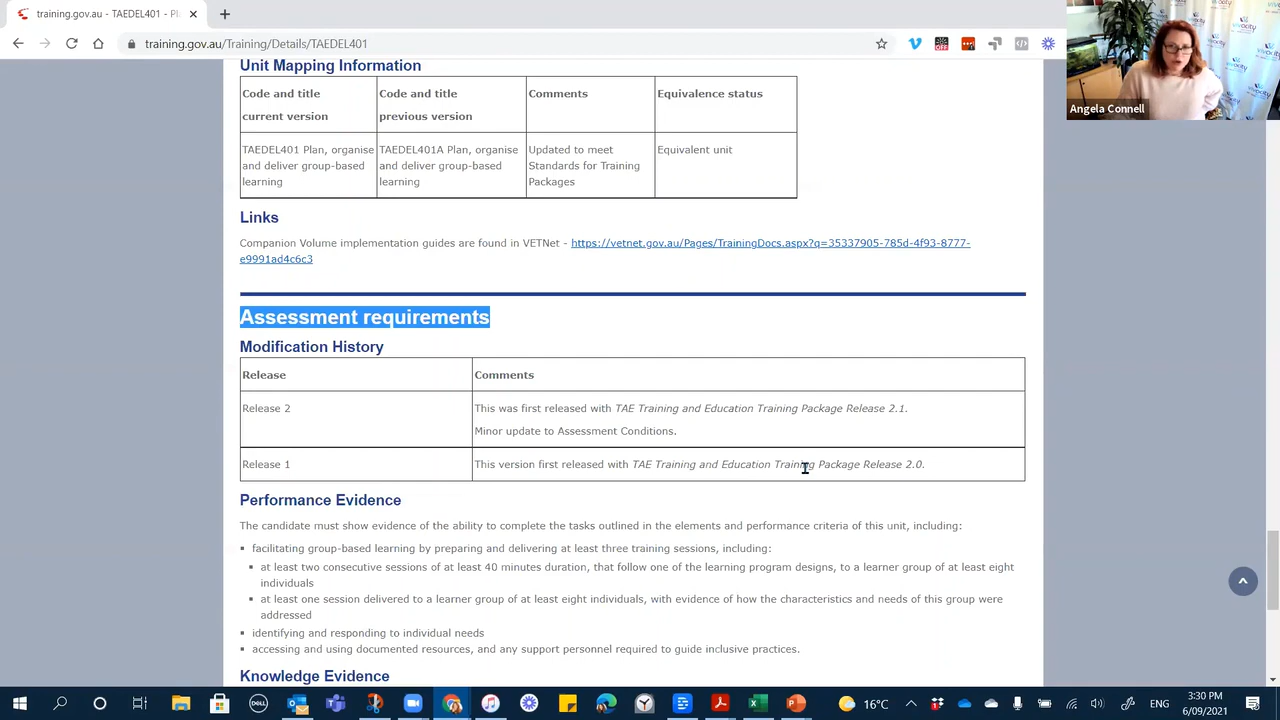 training.gov.au - TAEDEL401 - Pl
training.gov.au/Training/Details/TAEDEL401
OFF
Angela Connell
Unit Mapping Information
Code and title current version
Code and title previous version
Comments
Equivalence status
TAEDEL401 Plan, organise and deliver group-based learning
TAEDEL401A Plan, organise and deliver group-based learning
Updated to meet Standards for Training Packages
Equivalent unit
Links
Companion Volume implementation guides are found in VETNet - https://vetnet.gov.au/Pages/TrainingDocs.aspx?q=35337905-785d-4f93-8777-
e9991ad4c6c3
Assessment requirements
Modification History
Release
Comments
Release 2
This was first released with TAE Training and Education Training Package Release 2.1.
Minor update to Assessment Conditions.
Release 1
This version first released with TAE Training and Education Training Package Release 2.0.
Performance Evidence
The candidate must show evidence of the ability to complete the tasks outlined in the elements and performance criteria of this unit, including:
▪ facilitating group-based learning by preparing and delivering at least three training sessions, including:
▪ at least two consecutive sessions of at least 40 minutes duration, that follow one of the learning program designs, to a learner group of at least eight
individuals
▪ at least one session delivered to a learner group of at least eight individuals, with evidence of how the characteristics and needs of this group were
addressed
▪ identifying and responding to individual needs
▪ accessing and using documented resources, and any support personnel required to guide inclusive practices.
Knowledge Evidence
16°C
ENG
3:30 PM
6/09/2021